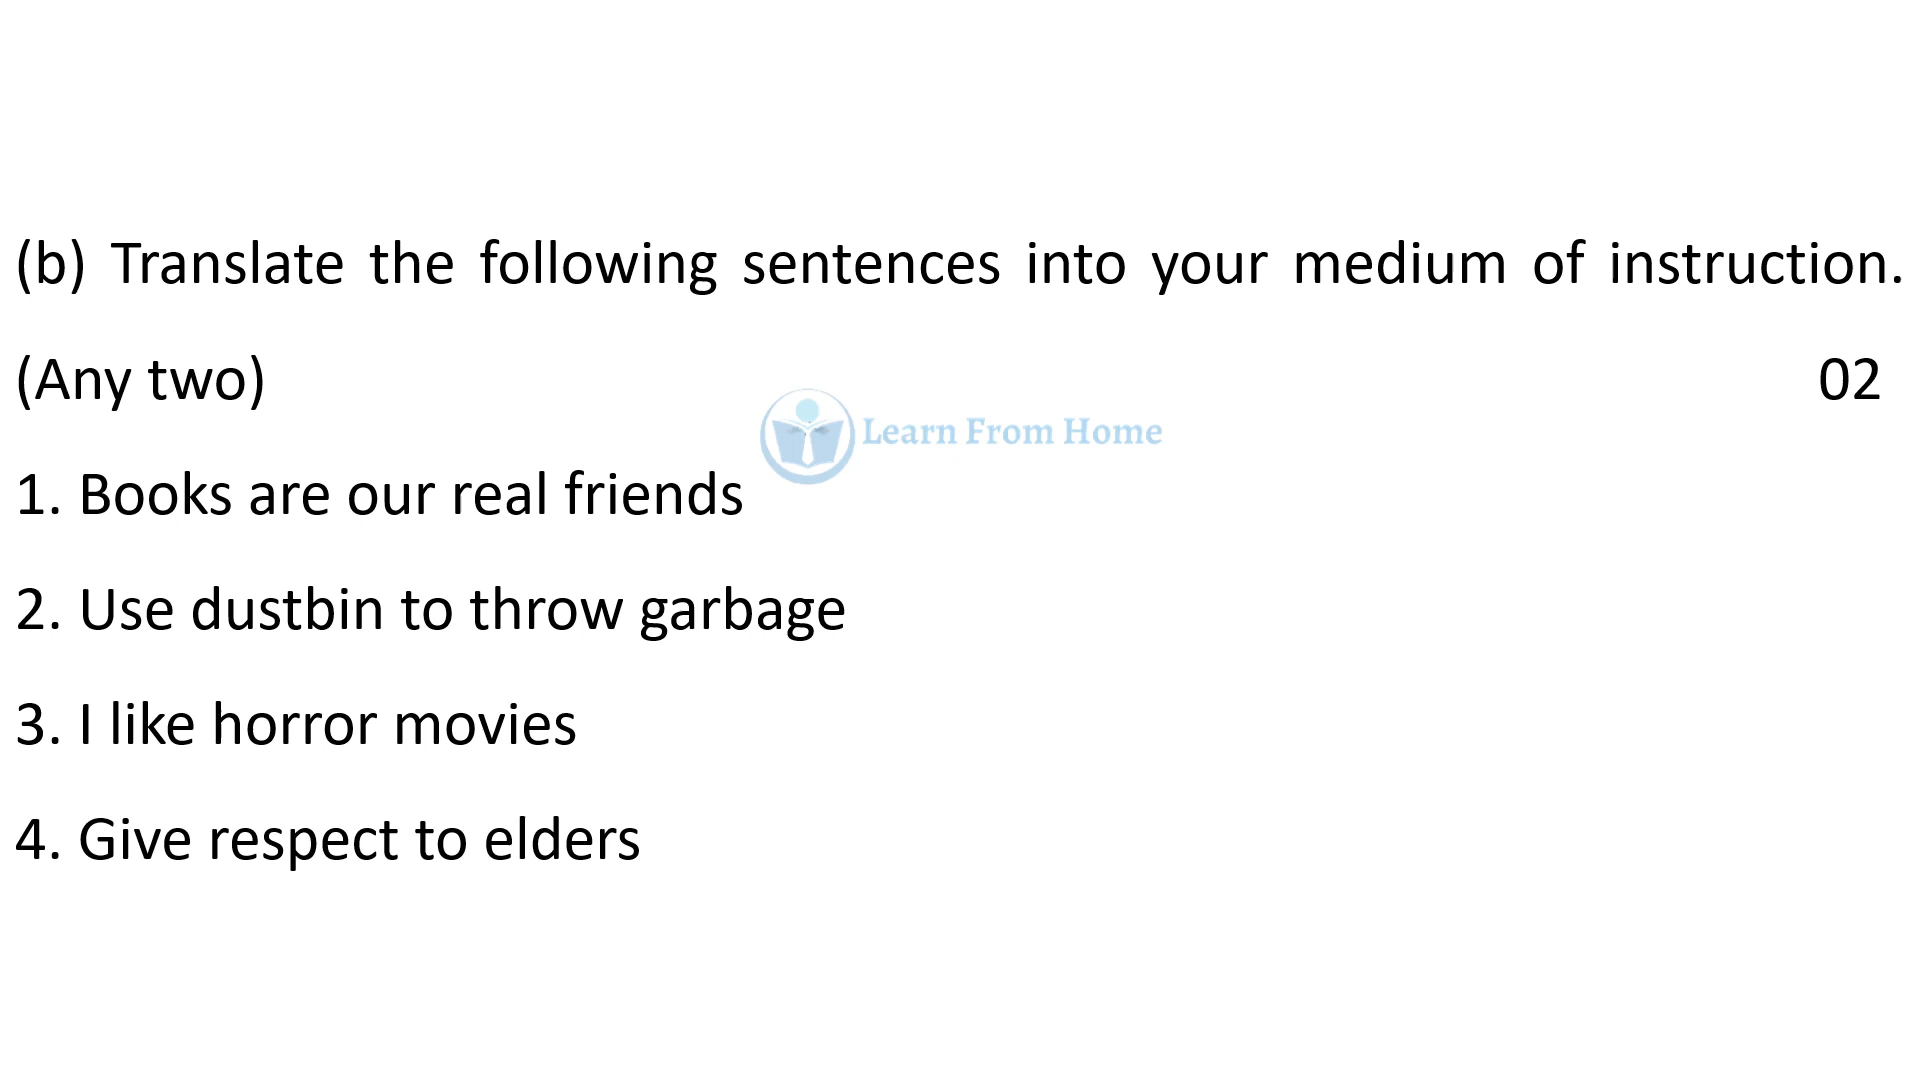 (b) Translate the following sentences into your medium of instruction.
(Any two) 02
Learn From Home
1. Books are our real friends
2. Use dustbin to throw garbage
3. I like horror movies
4. Give respect to elders